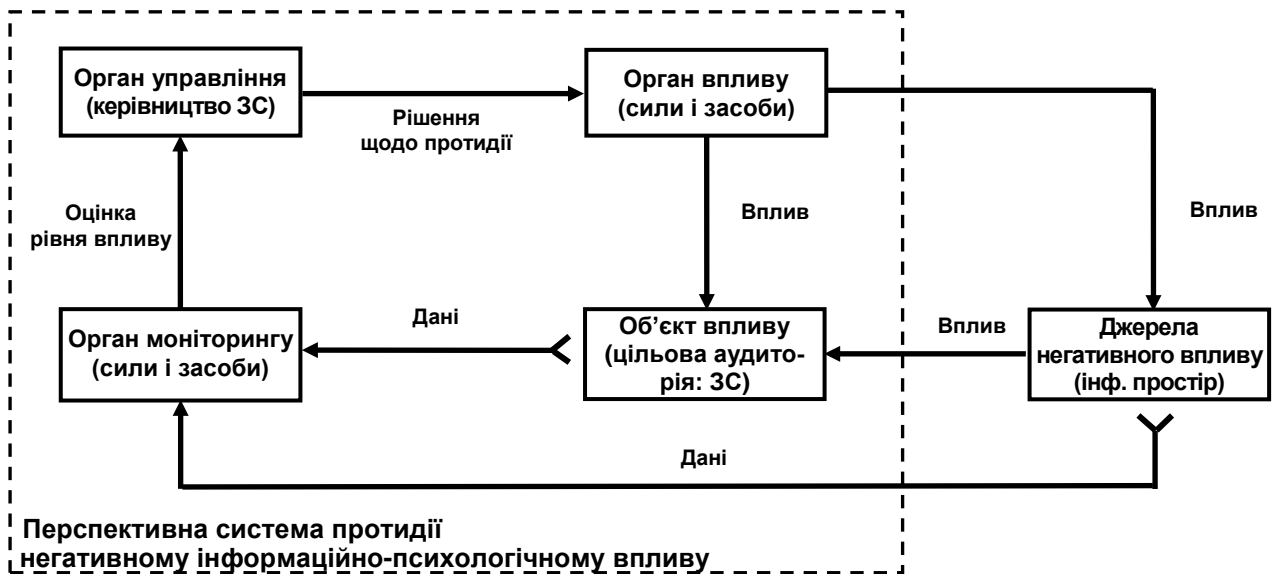 Орган управління
(керівництво ЗС)
Рішення
щодо протидії
Орган впливу
(сили і засоби)
Оцінка
рівня впливу
Вплив
Вплив
Орган моніторингу
(сили і засоби)
Дані
Об’єкт впливу
(цільова аудито-
рія: ЗС)
Вплив
Джерела
негативного впливу
(інф. простір)
Дані
Перспективна система протидії
негативному інформаційно-психологічному впливу